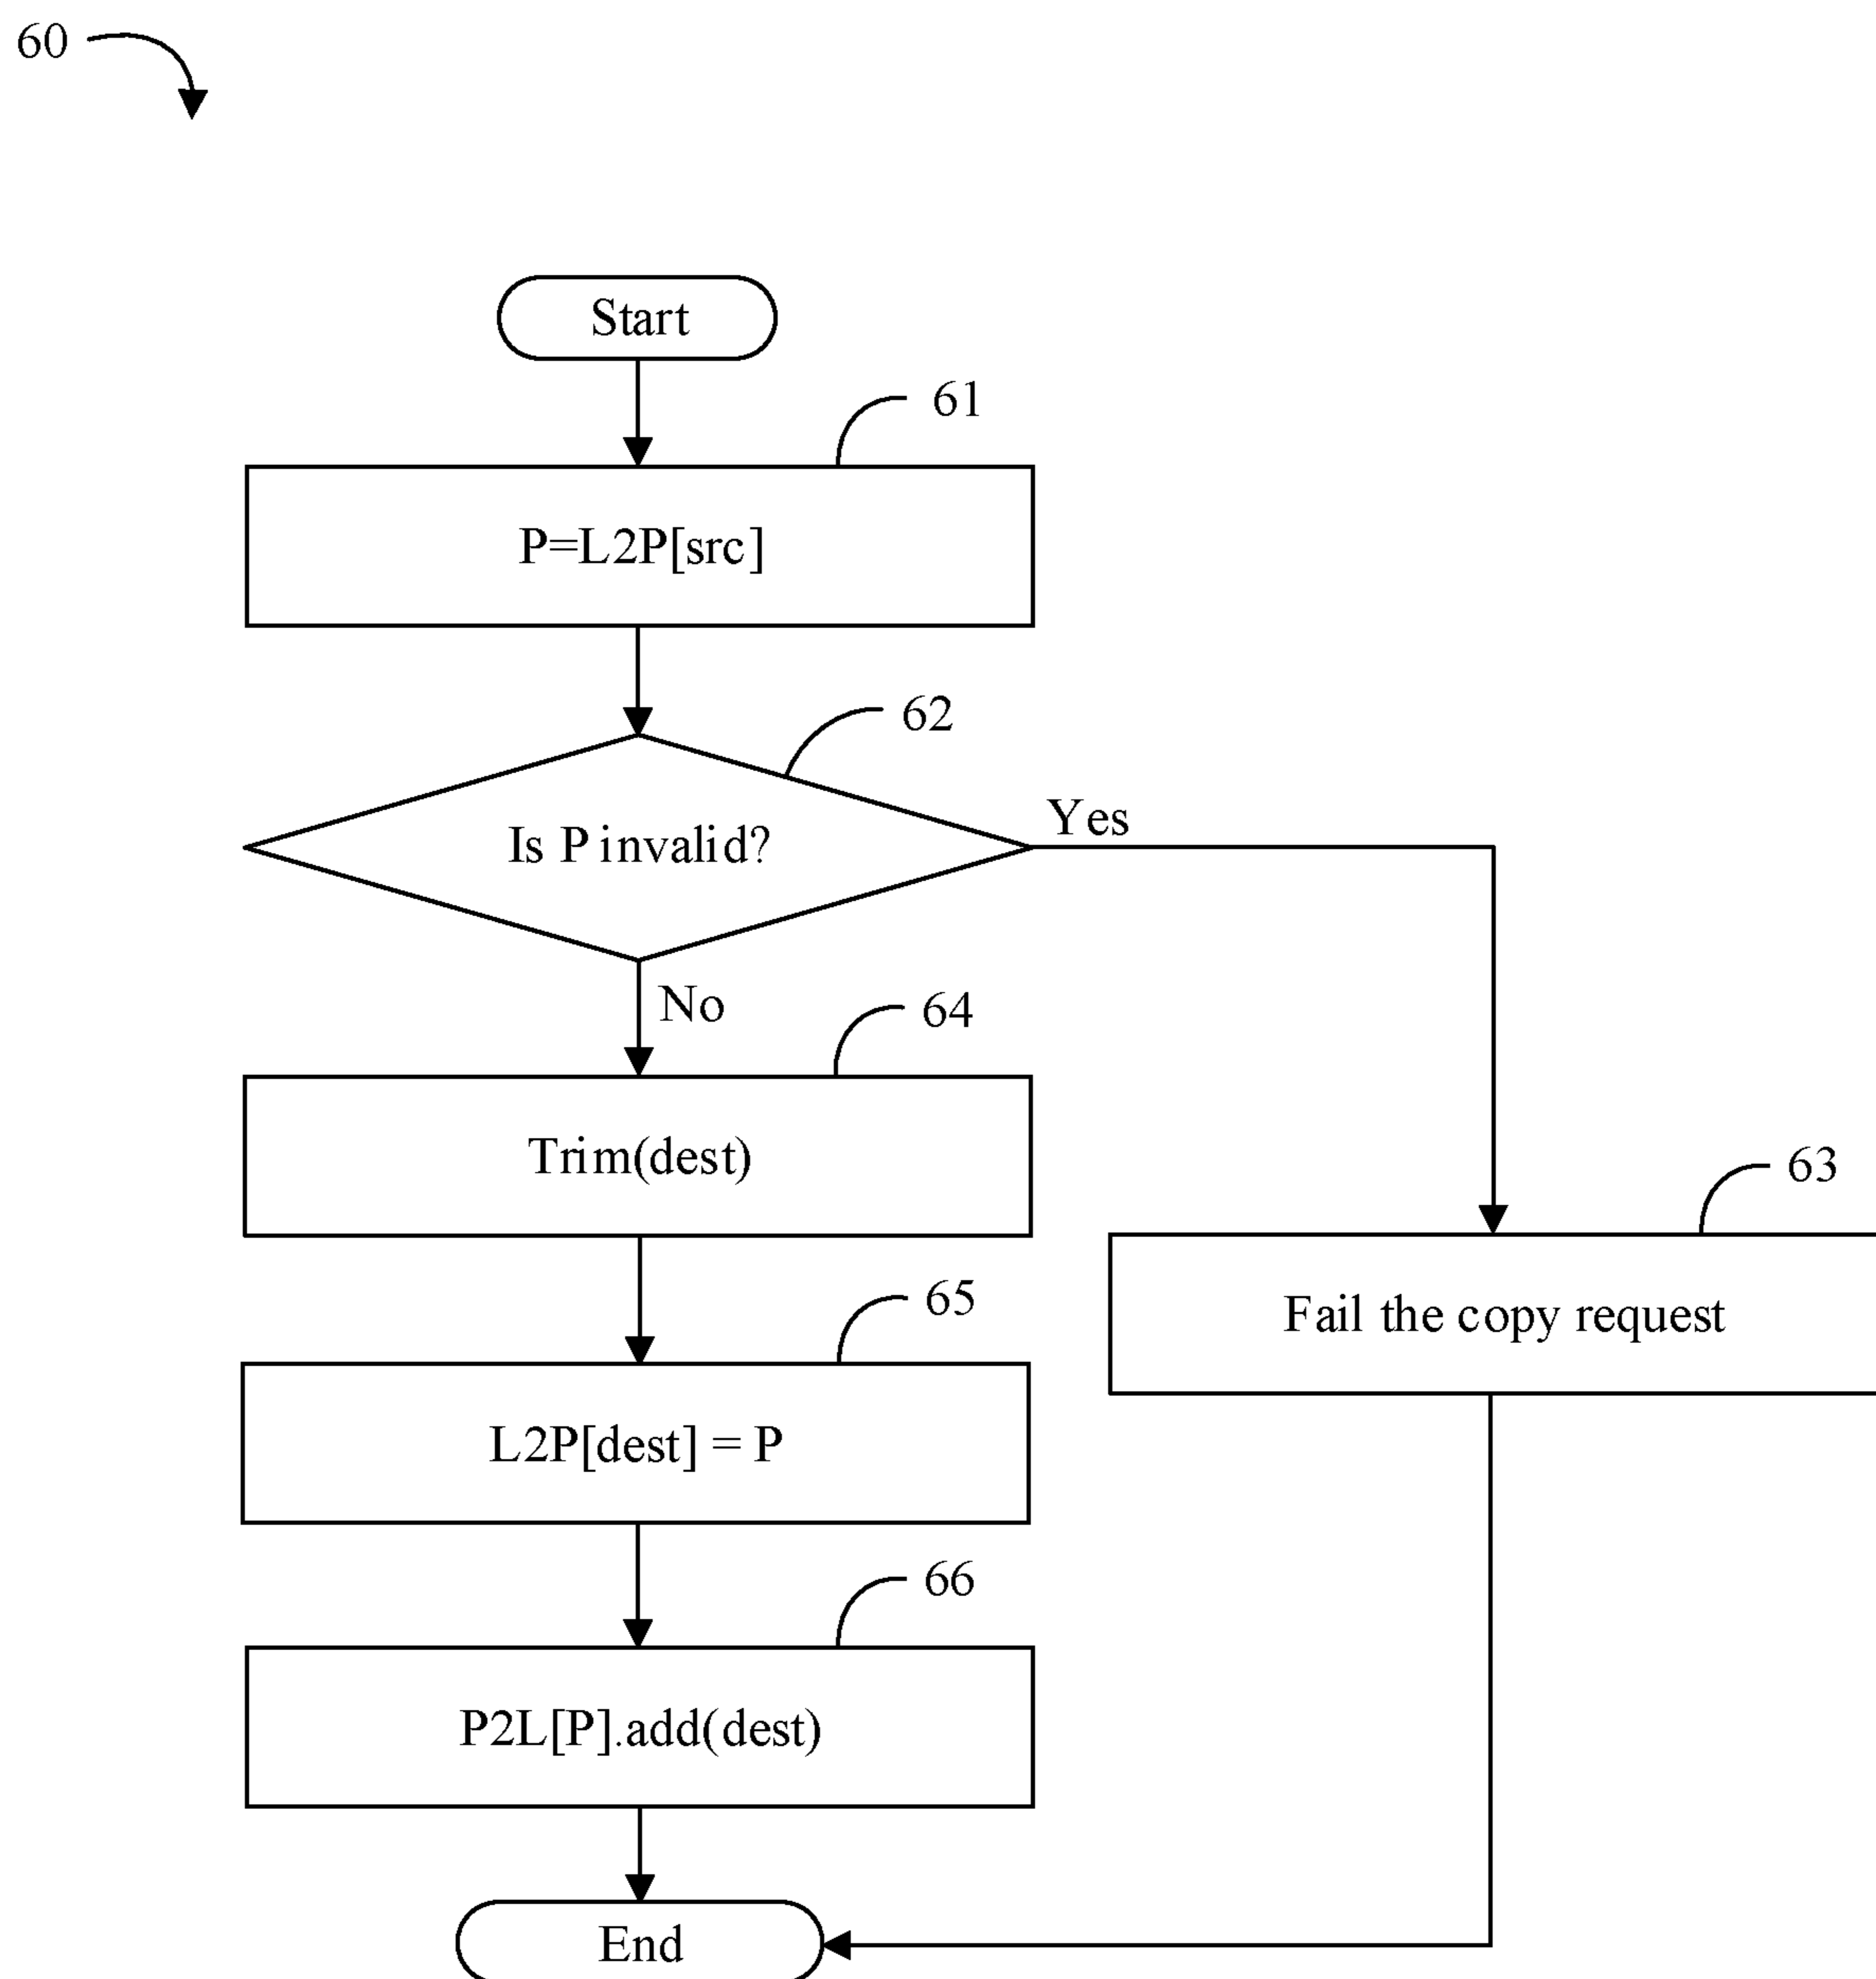 60
Start
61
P=L2P[src]
62
Is P invalid?
Yes
No
64
Trim(dest)
63
Fail the copy request
65
L2P[dest] = P
66
P2L[P].add(dest)
End